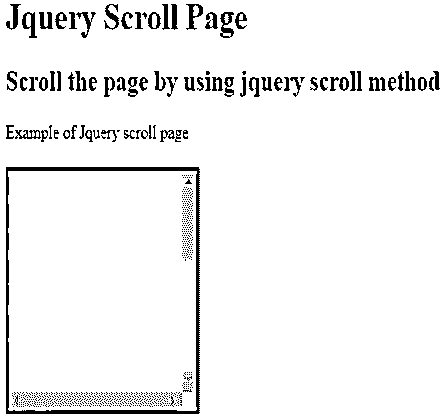 Jquery Scroll Page
Scroll the page by using jquery scroll method
Example of Jquery scroll page